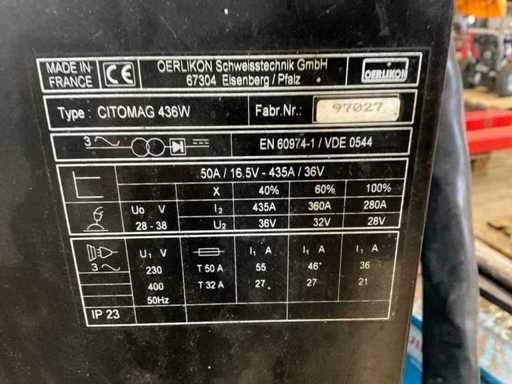 MADE IN FRANCE
CE
OERLIKON Schweisstechnik GmbH
67304 Eisenberg / Pfalz
OERLIKON
Type : CITOMAG 436W
Fabr.Nr.: 97027
3 EN 60974-1 / VDE 0544
50A / 16.5V - 435A / 36V
X 40% 60% 100%
Uo V I2 435A 360A 280A
28 - 38 U2 36V 32V 28V
U1 V I1 A I1 A I1 A
3 230 T 50 A 55 46 36
400 T 32 A 27 27 21
50Hz
IP 23